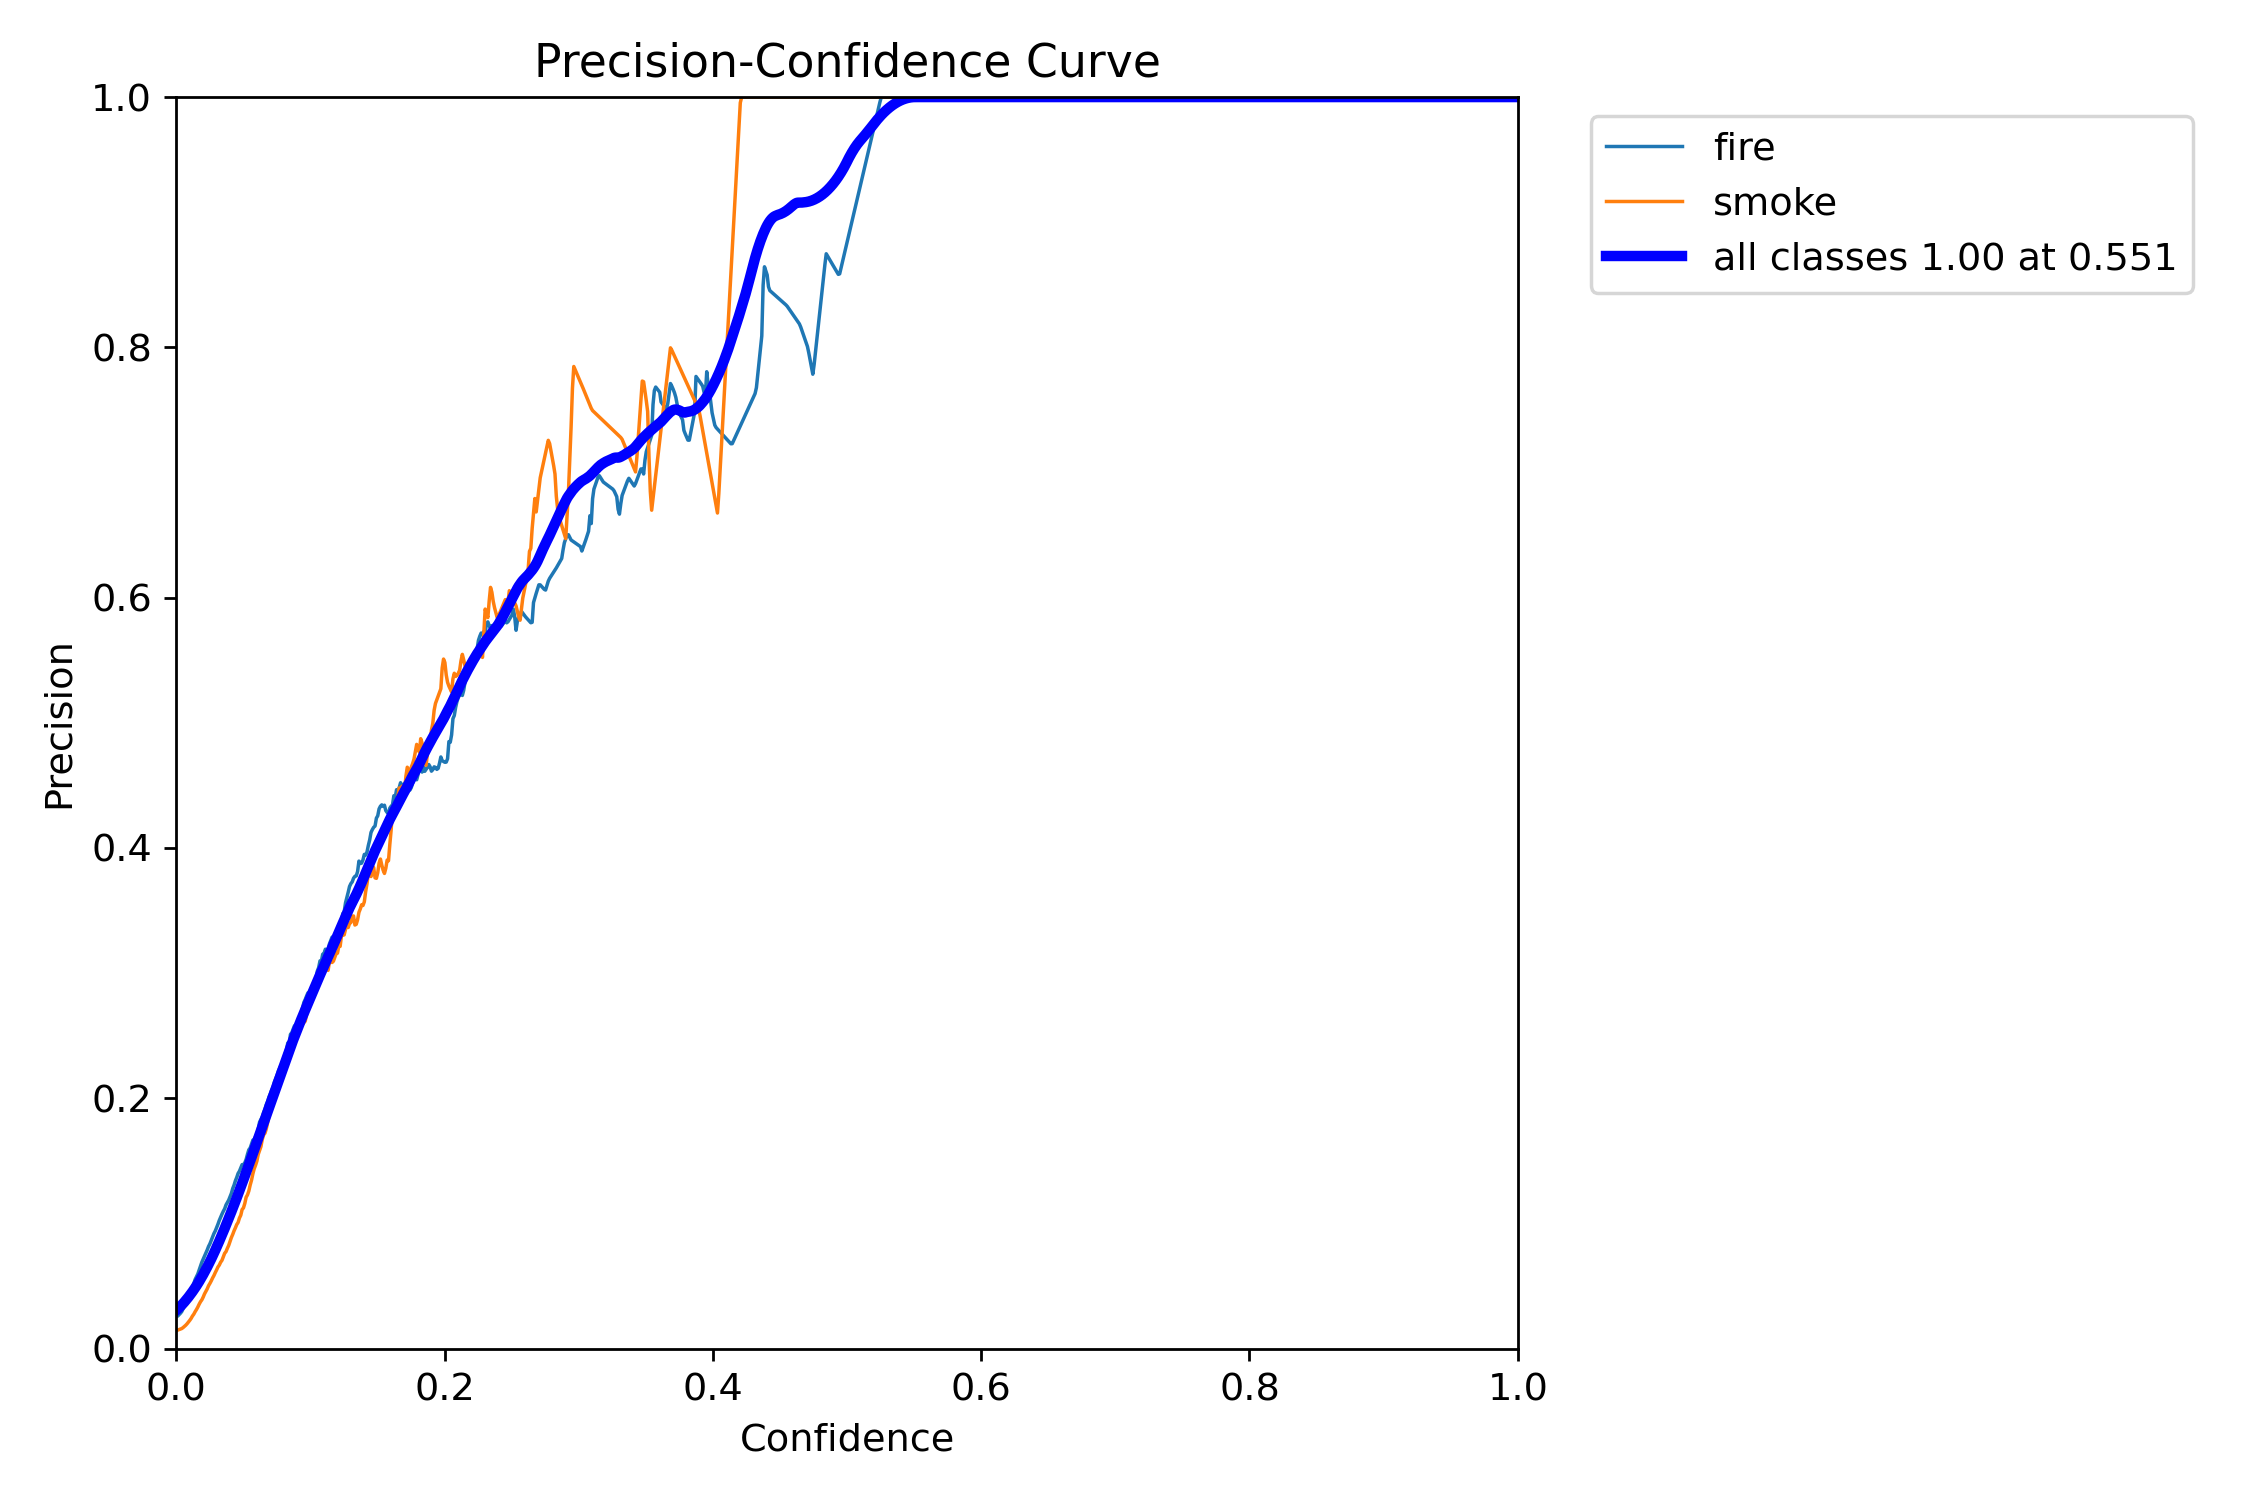 Precision-Confidence Curve
1.0
0.8
0.6
0.4
0.2
0.0
Precision
0.0 0.2 0.4 0.6 0.8 1.0
Confidence
fire
smoke
all classes 1.00 at 0.551